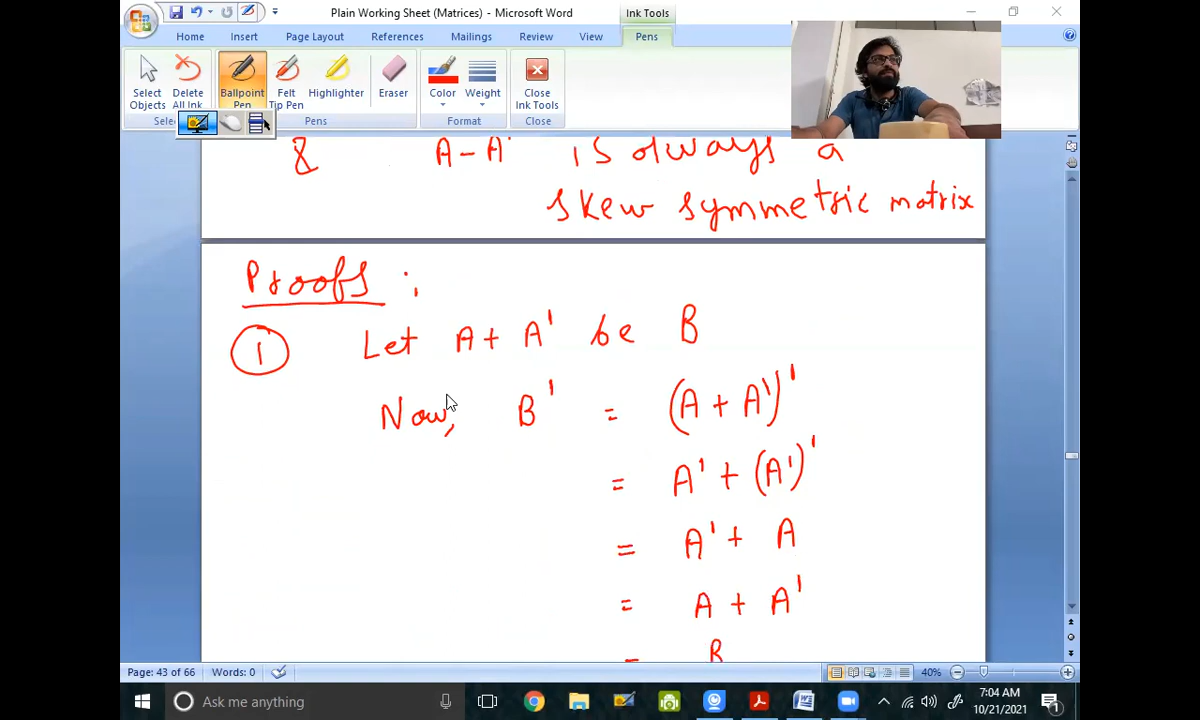 Plain Working Sheet (Matrices) - Microsoft Word
Ink Tools
Home Insert Page Layout References Mailings Review View Pens
Select Objects
Delete All Ink
Ballpoint Pen
Felt Tip Pen
Highlighter
Eraser
Color
Weight
Close Ink Tools
Selec Pens Format Close
& A - A' is always a
skew symmetric matrix
Proofs :
1 Let A + A' be B
Now, B' = (A + A')'
= A' + (A')'
= A' + A
= A + A'
= B
Page: 43 of 66 Words: 0 40%
Ask me anything
7:04 AM
10/21/2021
1